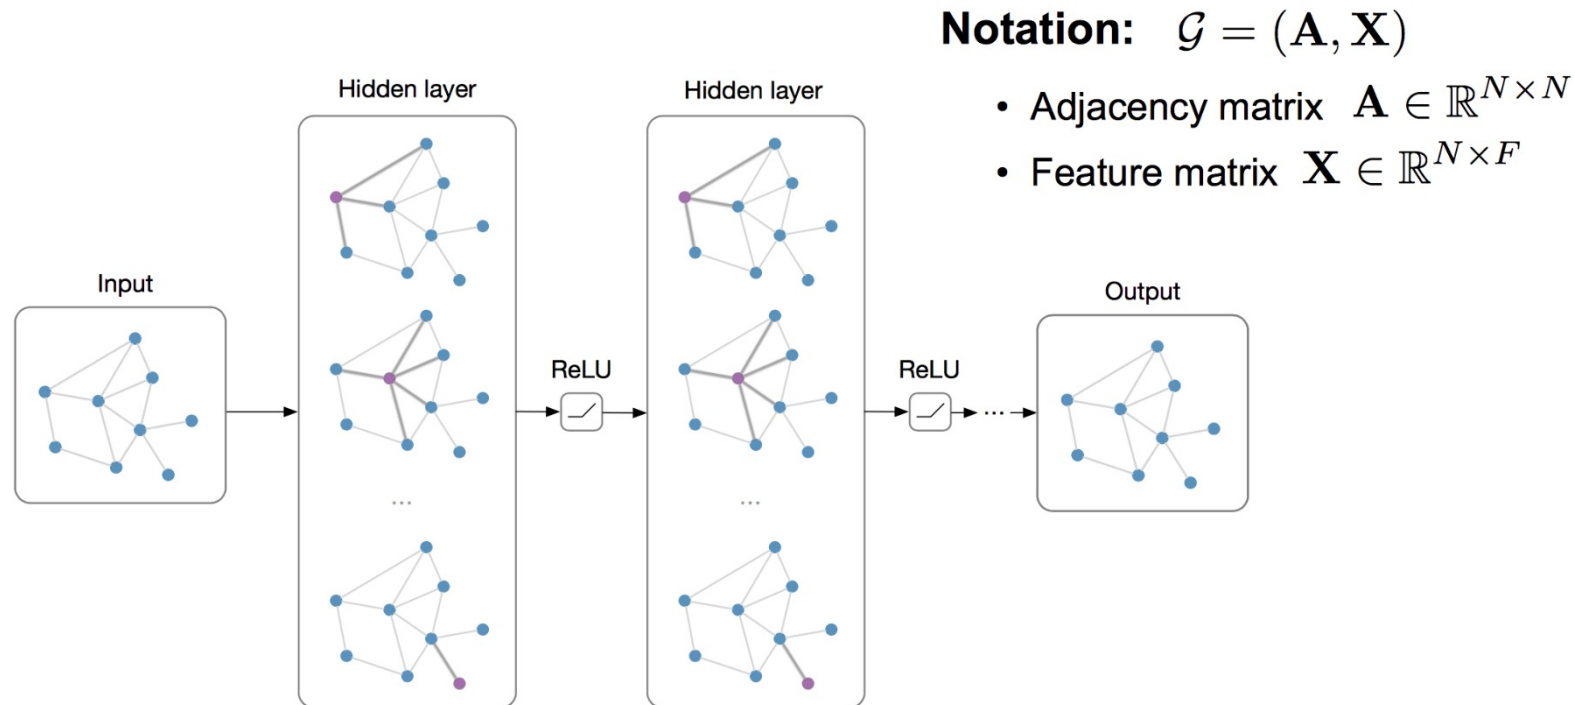 Notation: 𝒢 = (A, X)
• Adjacency matrix A ∈ ℝ^{N×N}
• Feature matrix X ∈ ℝ^{N×F}
Hidden layer
Hidden layer
Input
Output
ReLU
ReLU
...
...
...